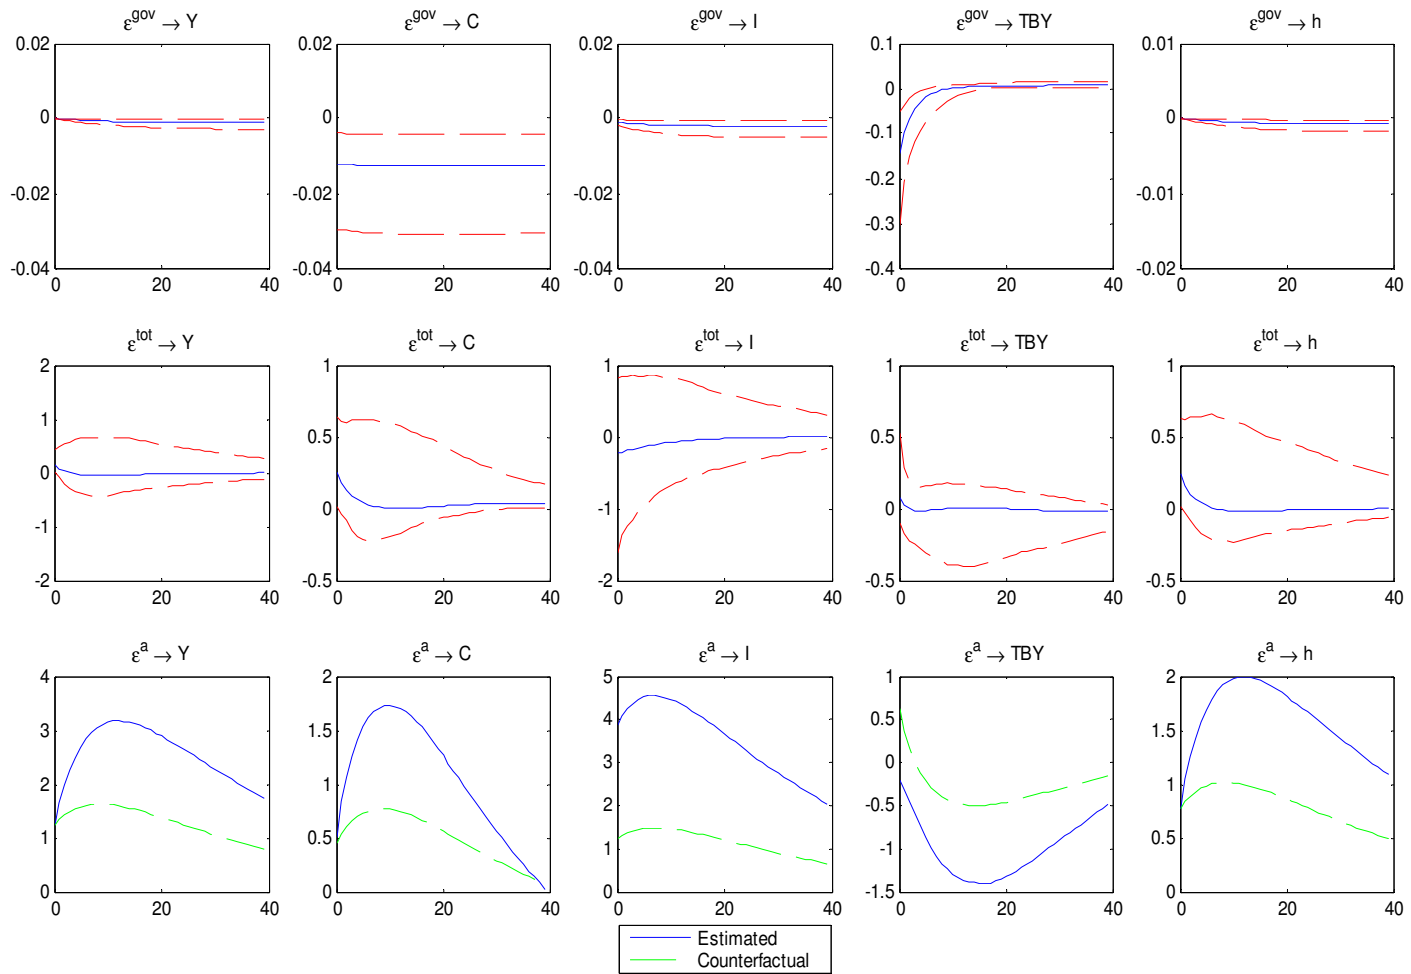 ε^gov → Y
ε^gov → C
ε^gov → I
ε^gov → TBY
ε^gov → h
0.02 0 -0.02 -0.04
0 20 40
0.02 0 -0.02 -0.04
0 20 40
0.02 0 -0.02 -0.04
0 20 40
0.1 0 -0.1 -0.2 -0.3 -0.4
0 20 40
0.01 0 -0.01 -0.02
0 20 40
ε^tot → Y
ε^tot → C
ε^tot → I
ε^tot → TBY
ε^tot → h
2 1 0 -1 -2
0 20 40
1 0.5 0 -0.5
0 20 40
1 0 -1 -2
0 20 40
1 0.5 0 -0.5
0 20 40
1 0.5 0 -0.5
0 20 40
ε^a → Y
ε^a → C
ε^a → I
ε^a → TBY
ε^a → h
4 3 2 1 0
0 20 40
2 1.5 1 0.5 0
0 20 40
5 4 3 2 1 0
0 20 40
1 0.5 0 -0.5 -1 -1.5
0 20 40
2 1.5 1 0.5 0
0 20 40
Estimated
Counterfactual